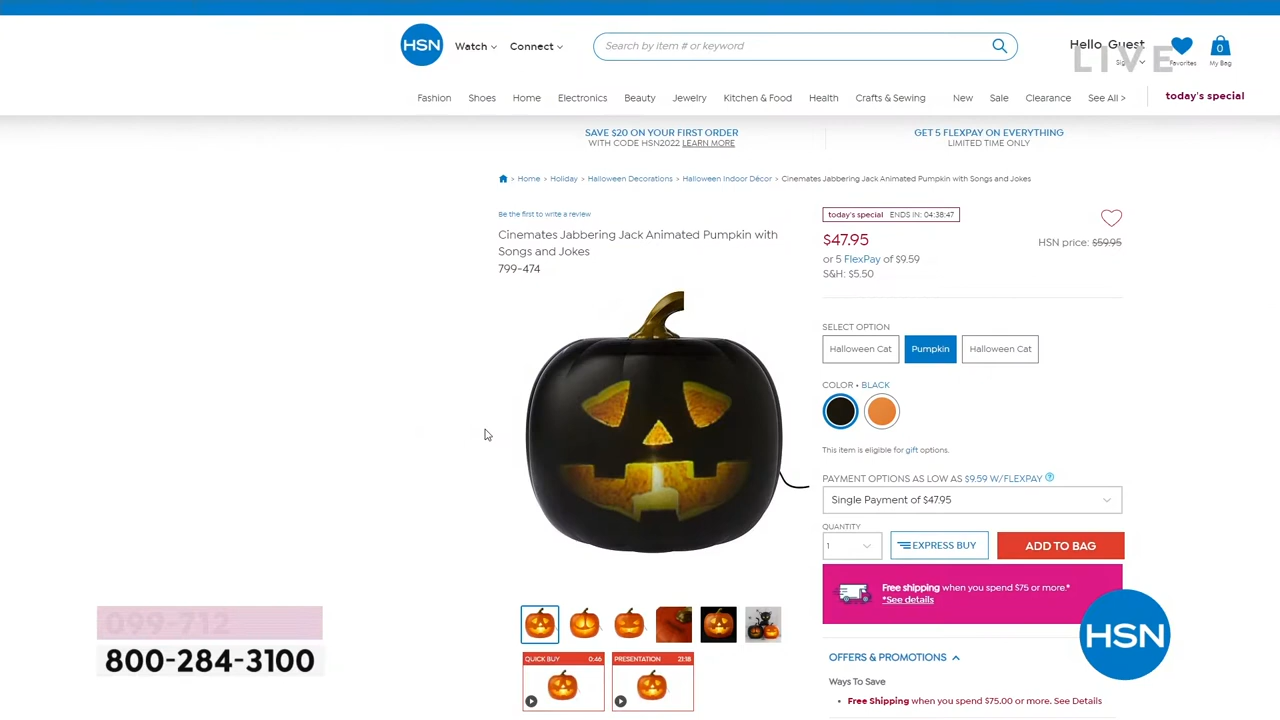 HSN
Watch
Connect
Search by item # or keyword
Hello, Guest
LIVE
Favorites
0
My Bag
Fashion
Shoes
Home
Electronics
Beauty
Jewelry
Kitchen & Food
Health
Crafts & Sewing
New
Sale
Clearance
See All >
today's special
SAVE $20 ON YOUR FIRST ORDER
WITH CODE HSN2022 LEARN MORE
GET 5 FLEXPAY ON EVERYTHING
LIMITED TIME ONLY
> Home > Holiday > Halloween Decorations > Halloween Indoor Décor > Cinemates Jabbering Jack Animated Pumpkin with Songs and Jokes
Be the first to write a review
Cinemates Jabbering Jack Animated Pumpkin with
Songs and Jokes
799-474
today's special ENDS IN: 04:38:47
$47.95
HSN price: $59.95
or 5 FlexPay of $9.59
S&H: $5.50
SELECT OPTION
Halloween Cat
Pumpkin
Halloween Cat
COLOR • BLACK
This item is eligible for gift options.
PAYMENT OPTIONS AS LOW AS $9.59 W/FLEXPAY ?
Single Payment of $47.95
QUANTITY
1
EXPRESS BUY
ADD TO BAG
Free shipping when you spend $75 or more.*
*See details
QUICK BUY 0:46
PRESENTATION 21:18
OFFERS & PROMOTIONS
Ways To Save
• Free Shipping when you spend $75.00 or more. See Details
099-712
800-284-3100
HSN